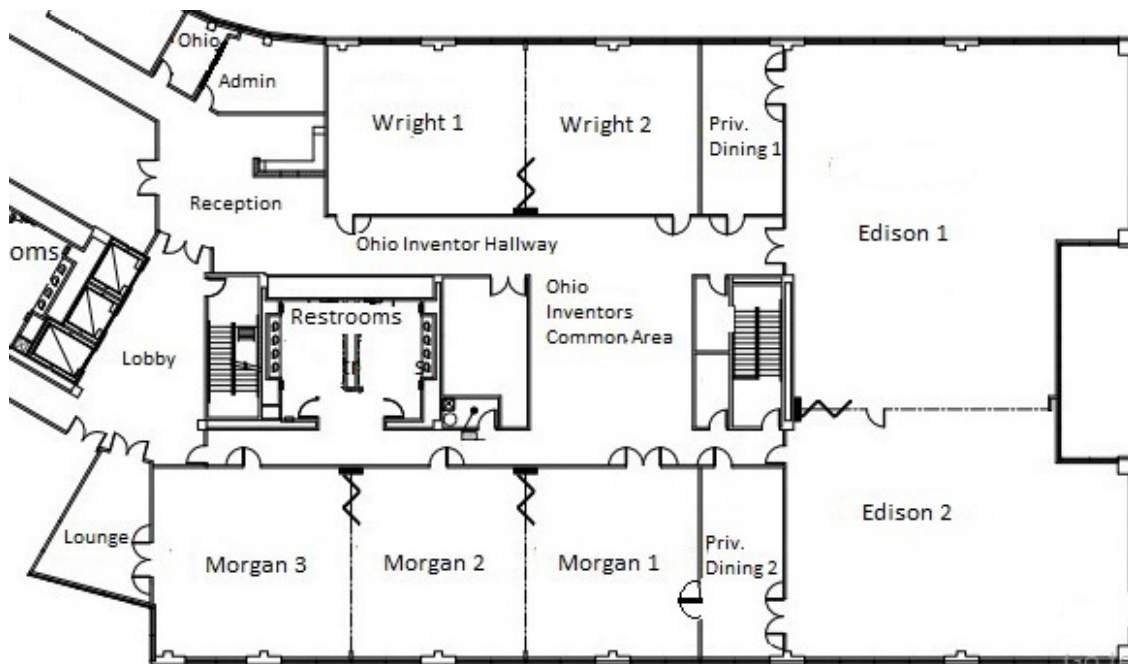 Ohio
Admin
Wright 1
Wright 2
Priv.
Dining 1
Reception
Edison 1
Ohio Inventor Hallway
ooms
Ohio
Inventors
Common Area
Restrooms
Lobby
Edison 2
Lounge
Morgan 3
Morgan 2
Morgan 1
Priv.
Dining 2